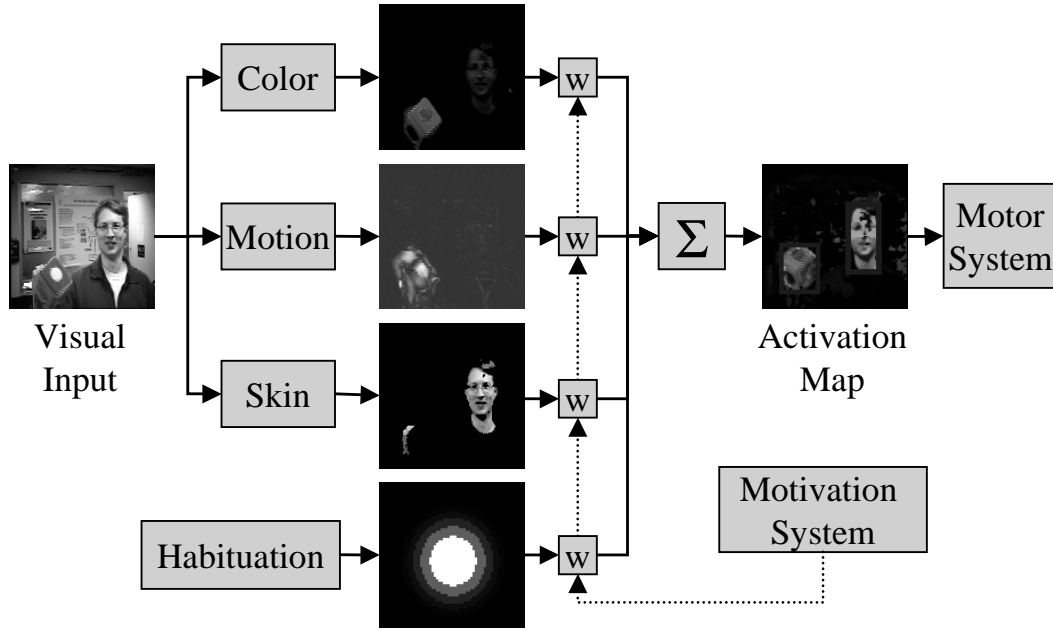 Color
w
Visual
Input
Motion
w
Σ
Activation
Map
Motor
System
Skin
w
Habituation
w
Motivation
System